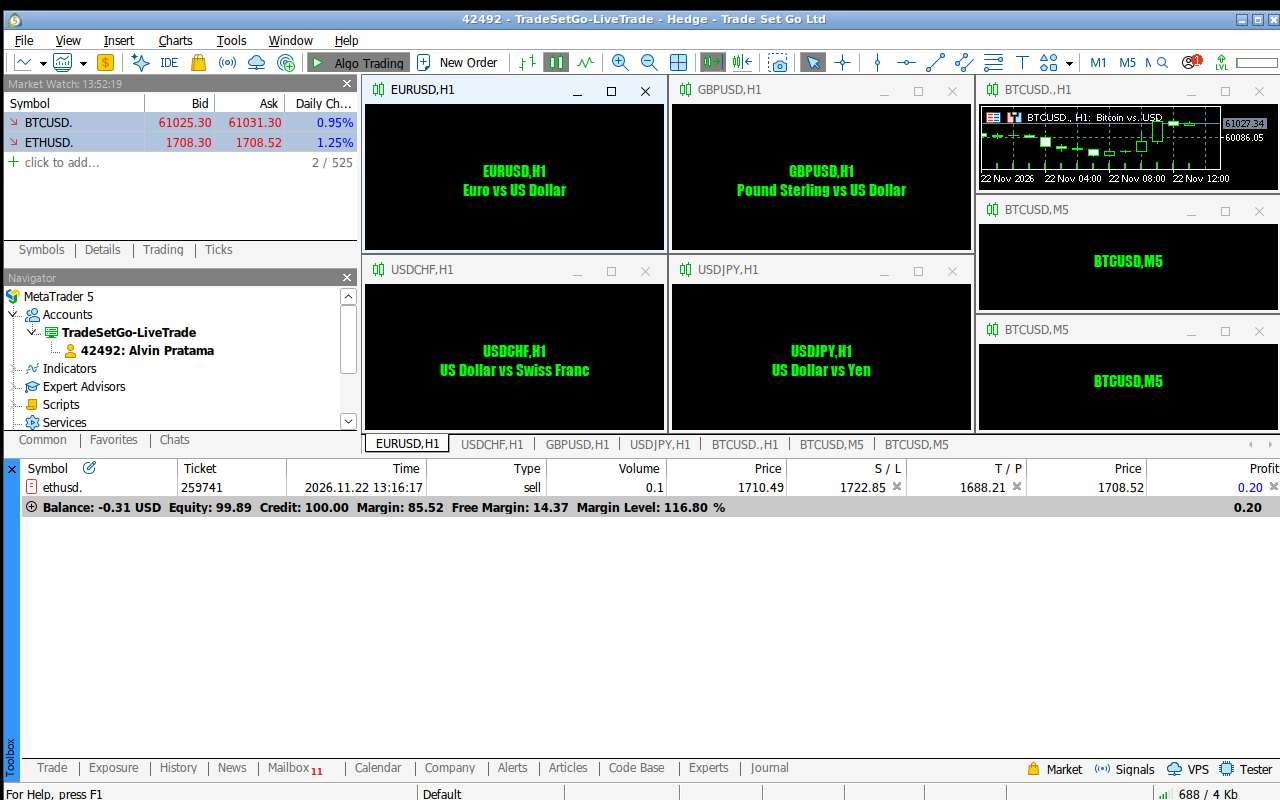 42492 - TradeSetGo-LiveTrade - Hedge - Trade Set Go Ltd
File View Insert Charts Tools Window Help
IDE Algo Trading New Order M1 M5 1 LVL
Market Watch: 13:52:19
Symbol Bid Ask Daily Ch...
BTCUSD. 61025.30 61031.30 0.95%
ETHUSD. 1708.30 1708.52 1.25%
click to add... 2 / 525
Symbols Details Trading Ticks
Navigator
MetaTrader 5
Accounts
TradeSetGo-LiveTrade
42492: Alvin Pratama
Indicators
Expert Advisors
Scripts
Services
Common Favorites Chats
EURUSD,H1
EURUSD,H1
Euro vs US Dollar
GBPUSD,H1
GBPUSD,H1
Pound Sterling vs US Dollar
BTCUSD.,H1
BTCUSD., H1: Bitcoin vs. USD
61027.34
60086.05
22 Nov 2026 22 Nov 04:00 22 Nov 08:00 22 Nov 12:00
BTCUSD,M5
BTCUSD,M5
USDCHF,H1
USDCHF,H1
US Dollar vs Swiss Franc
USDJPY,H1
USDJPY,H1
US Dollar vs Yen
BTCUSD,M5
BTCUSD,M5
EURUSD,H1 USDCHF,H1 GBPUSD,H1 USDJPY,H1 BTCUSD.,H1 BTCUSD,M5 BTCUSD,M5
Symbol Ticket Time Type Volume Price S / L T / P Price Profit
ethusd. 259741 2026.11.22 13:16:17 sell 0.1 1710.49 1722.85 1688.21 1708.52 0.20
Balance: -0.31 USD Equity: 99.89 Credit: 100.00 Margin: 85.52 Free Margin: 14.37 Margin Level: 116.80 % 0.20
Toolbox
Trade Exposure History News Mailbox 11 Calendar Company Alerts Articles Code Base Experts Journal
Market Signals VPS Tester
For Help, press F1 Default 688 / 4 Kb